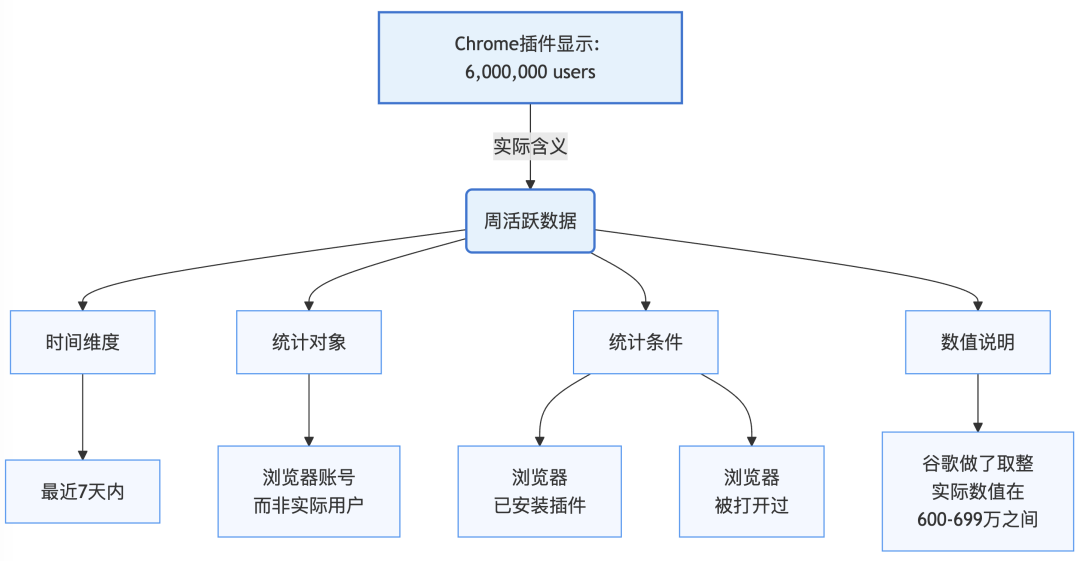 Chrome插件显示:
6,000,000 users
实际含义
周活跃数据
时间维度
统计对象
统计条件
数值说明
最近7天内
浏览器账号
而非实际用户
浏览器
已安装插件
浏览器
被打开过
谷歌做了取整
实际数值在
600-699万之间